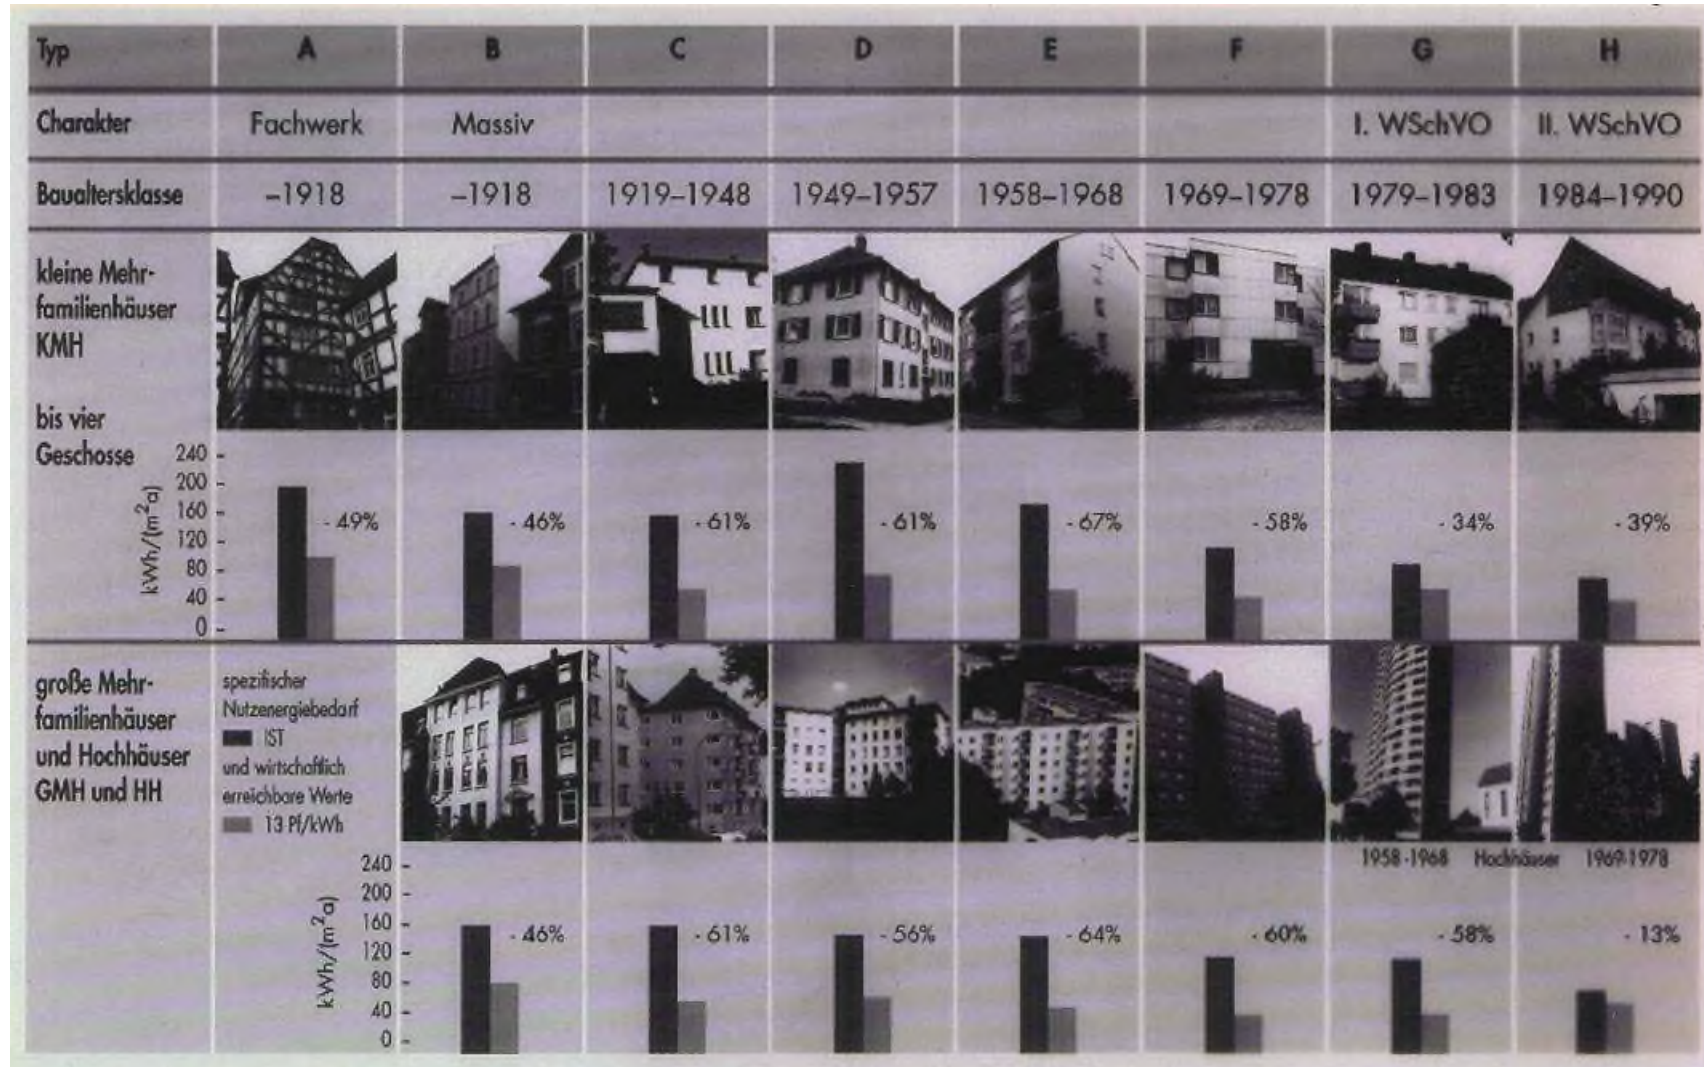 Typ A B C D E F G H
Charakter Fachwerk Massiv I. WSchVO II. WSchVO
Baualtersklasse –1918 –1918 1919–1948 1949–1957 1958–1968 1969–1978 1979–1983 1984–1990
kleine Mehr-
familienhäuser
KMH
bis vier
Geschosse
kWh/(m²a)
240
200
160
120
80
40
0
- 49% - 46% - 61% - 61% - 67% - 58% - 34% - 39%
große Mehr-
familienhäuser
und Hochhäuser
GMH und HH
spezifischer
Nutzenergiebedarf
IST
und wirtschaftlich
erreichbare Werte
13 Pf/kWh
1958-1968 Hochhäuser 1969-1978
kWh/(m²a)
240
200
160
120
80
40
0
- 46% - 61% - 56% - 64% - 60% - 58% - 13%